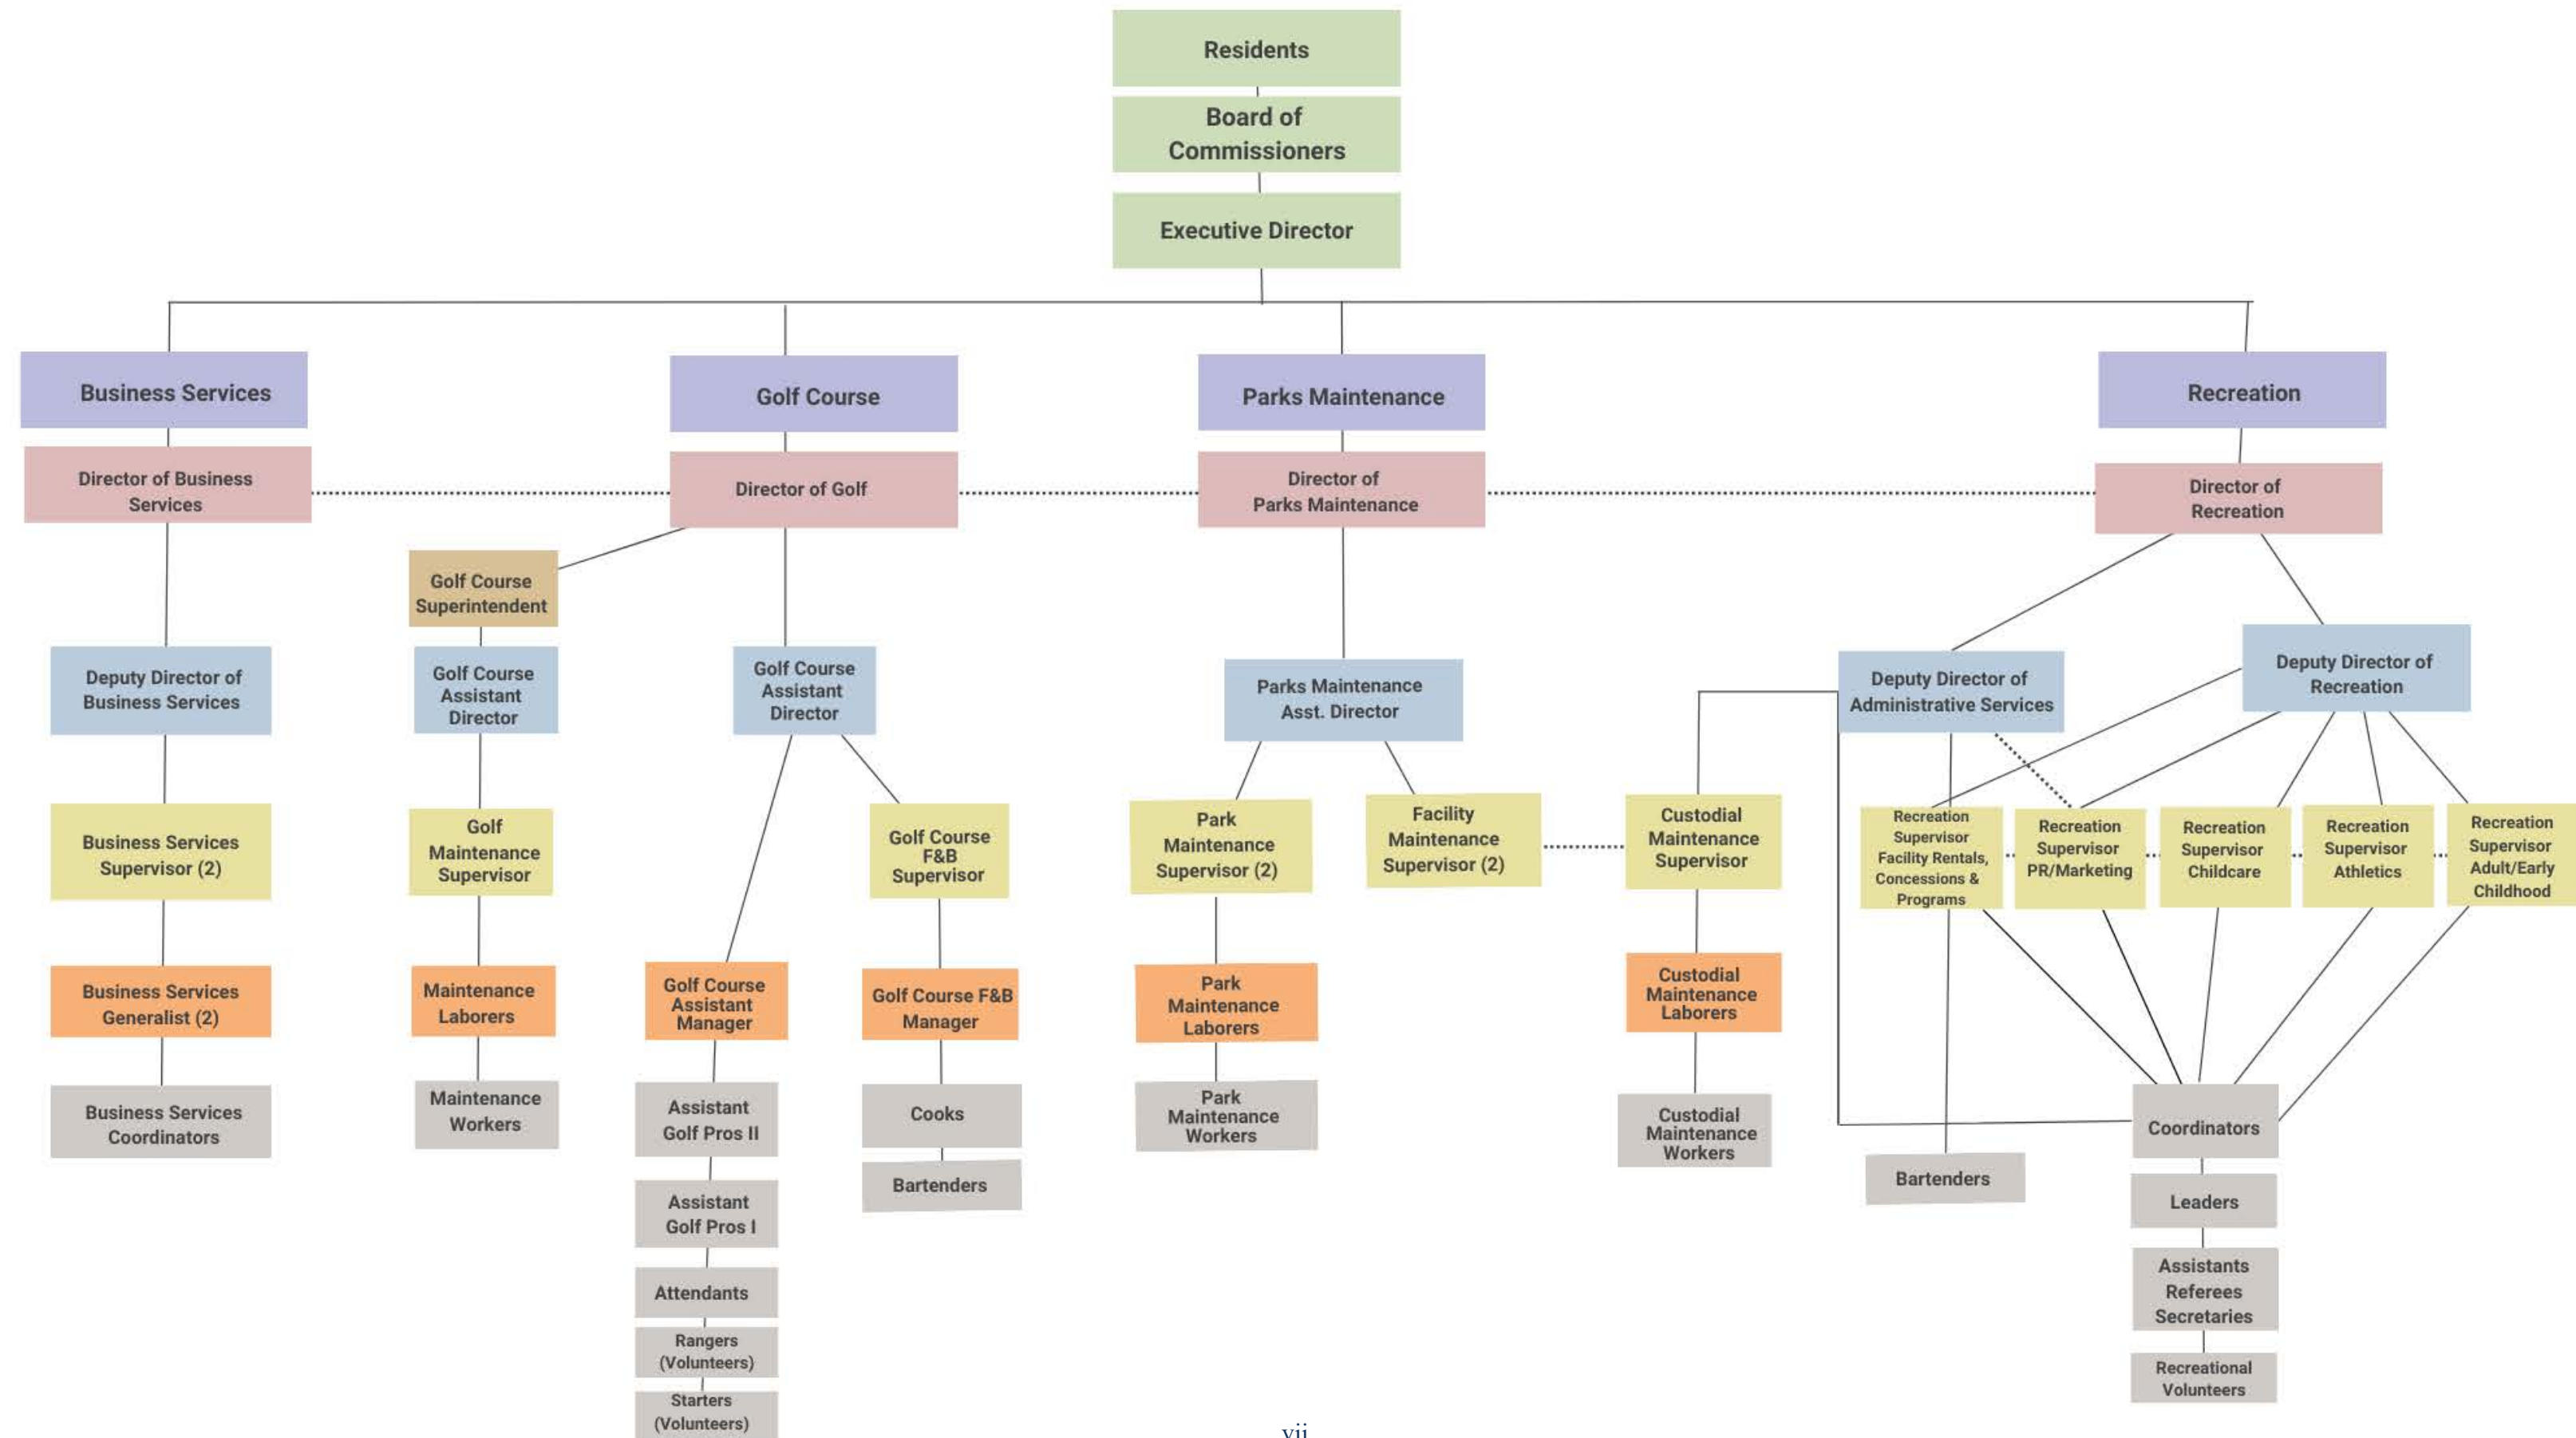 Residents
Board of
Commissioners
Executive Director
Business Services
Golf Course
Parks Maintenance
Recreation
Director of Business
Services
Director of Golf
Director of
Parks Maintenance
Director of
Recreation
Golf Course
Superintendent
Deputy Director of
Business Services
Golf Course
Assistant
Director
Golf Course
Assistant
Director
Parks Maintenance
Asst. Director
Deputy Director of
Administrative Services
Deputy Director of
Recreation
Business Services
Supervisor (2)
Golf
Maintenance
Supervisor
Golf Course
F&B
Supervisor
Park
Maintenance
Supervisor (2)
Facility
Maintenance
Supervisor (2)
Custodial
Maintenance
Supervisor
Recreation
Supervisor
Facility Rentals,
Concessions &
Programs
Recreation
Supervisor
PR/Marketing
Recreation
Supervisor
Childcare
Recreation
Supervisor
Athletics
Recreation
Supervisor
Adult/Early
Childhood
Business Services
Generalist (2)
Maintenance
Laborers
Golf Course
Assistant
Manager
Golf Course F&B
Manager
Park
Maintenance
Laborers
Custodial
Maintenance
Laborers
Business Services
Coordinators
Maintenance
Workers
Assistant
Golf Pros II
Cooks
Park
Maintenance
Workers
Custodial
Maintenance
Workers
Coordinators
Bartenders
Bartenders
Assistant
Golf Pros I
Leaders
Attendants
Assistants
Referees
Secretaries
Rangers
(Volunteers)
Recreational
Volunteers
Starters
(Volunteers)
vii